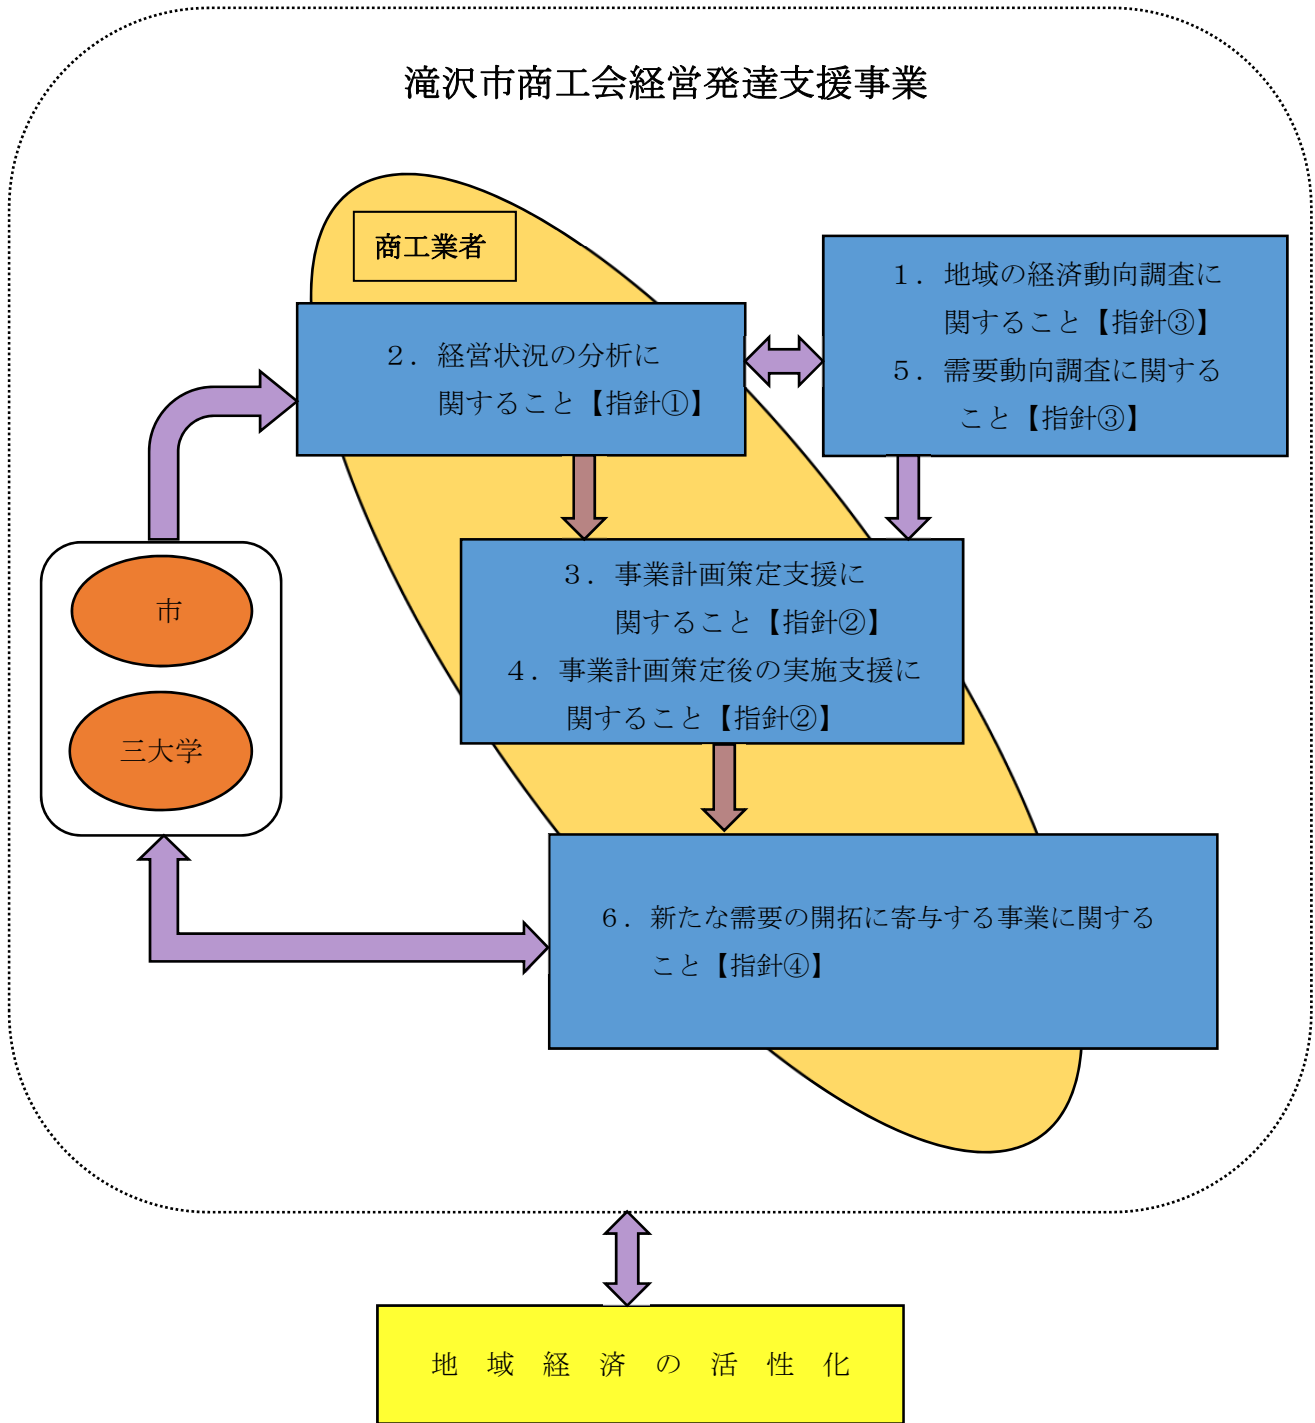 滝沢市商工会経営発達支援事業
商工業者
１．地域の経済動向調査に
関すること【指針③】
５．需要動向調査に関する
こと【指針③】
２．経営状況の分析に
関すること【指針①】
３．事業計画策定支援に
関すること【指針②】
４．事業計画策定後の実施支援に
関すること【指針②】
市
三大学
６．新たな需要の開拓に寄与する事業に関する
こと【指針④】
地　域　経　済　の　活　性　化